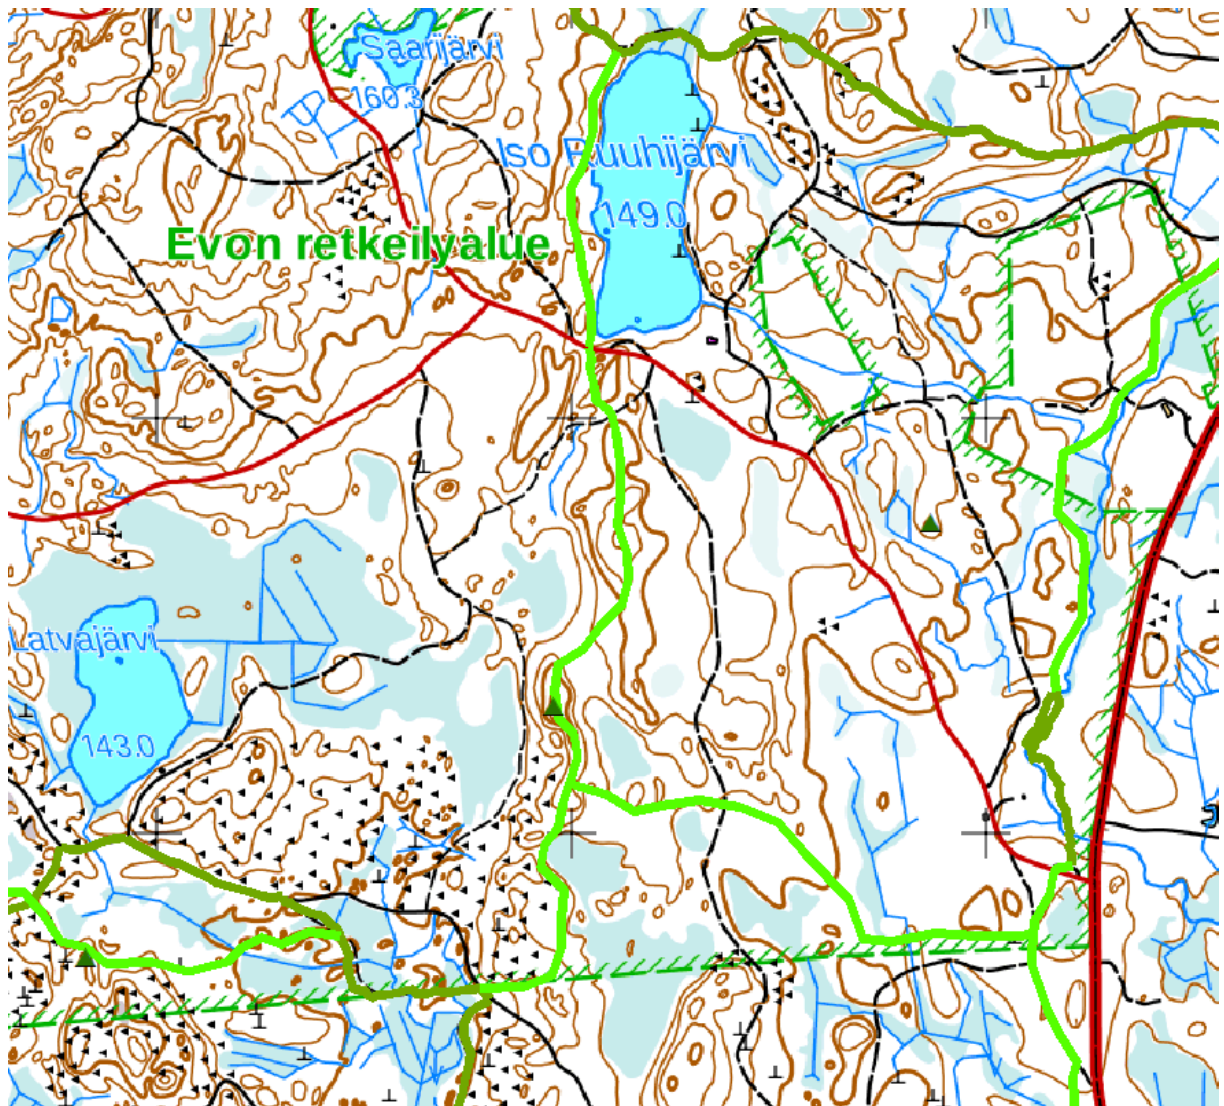 Saarijärvi
160.3
Iso Ruuhijärvi
149.0
Evon retkeilyalue
Latvajärvi
143.0